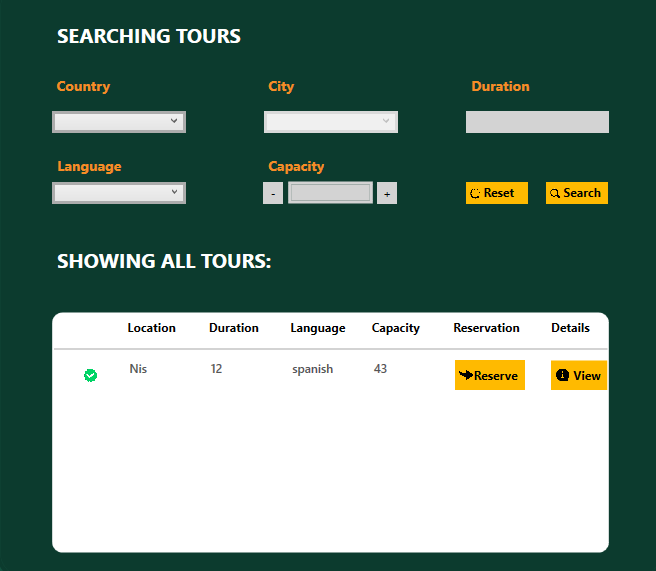 SEARCHING TOURS
Country City Duration
Language Capacity
- + Reset Search
SHOWING ALL TOURS:
Location Duration Language Capacity Reservation Details
Nis 12 spanish 43 Reserve View